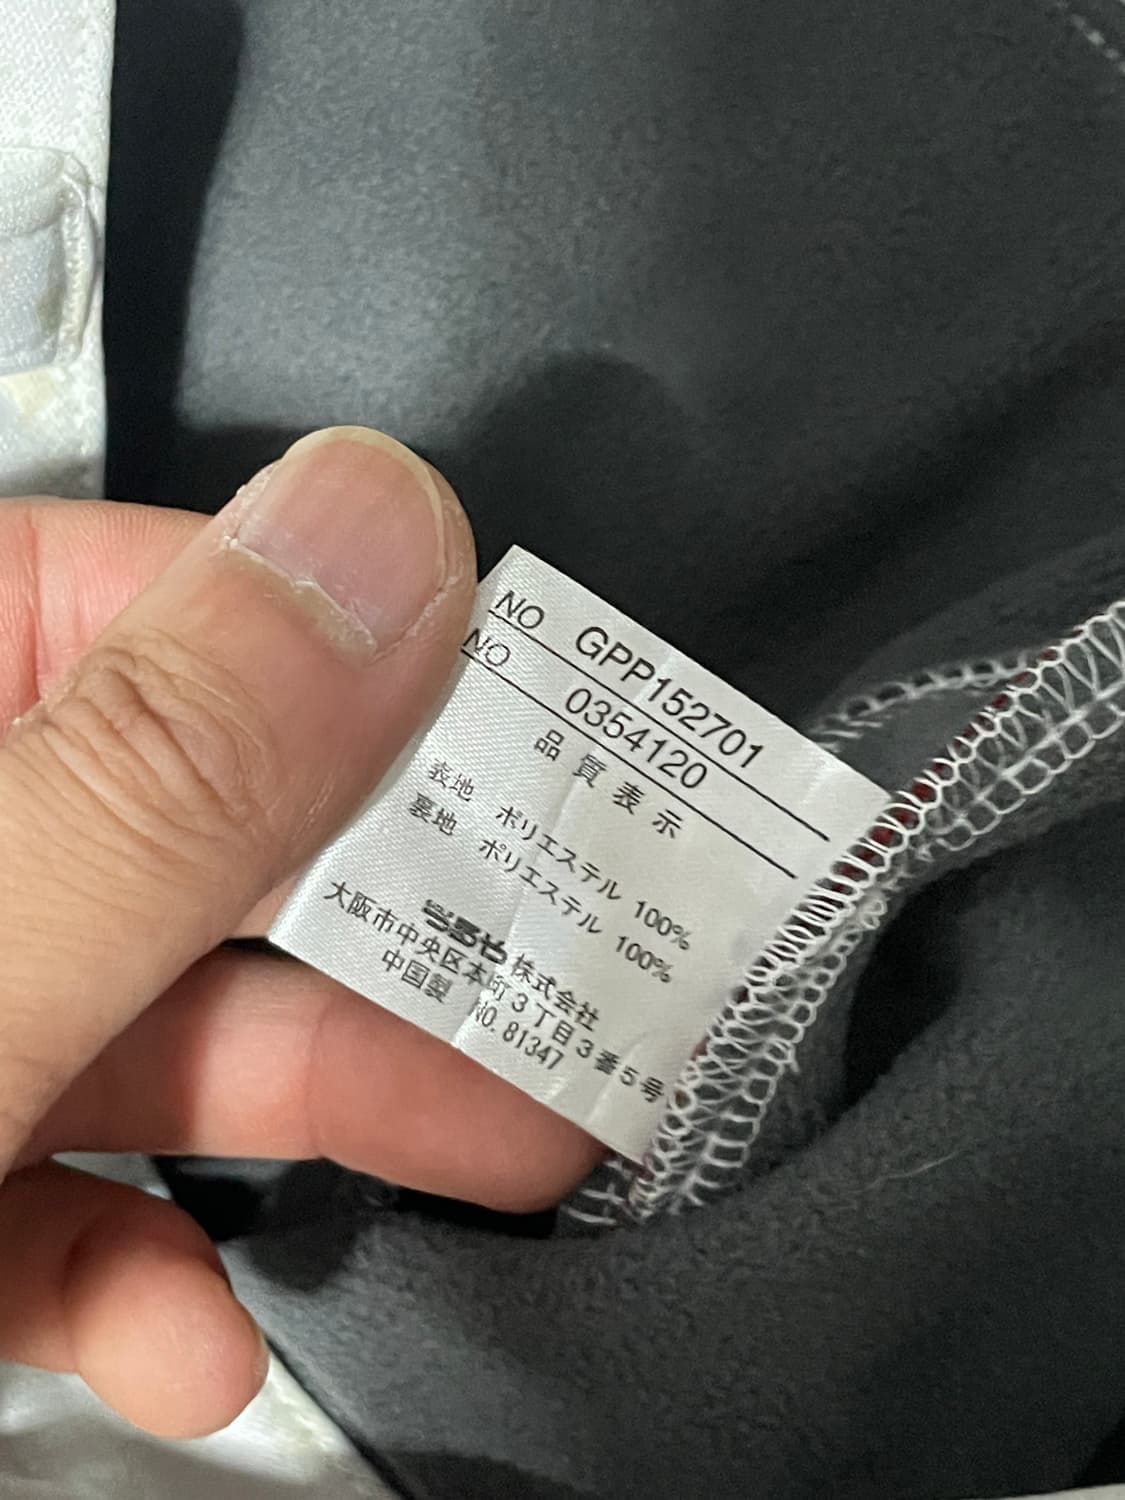 NO GPP152701
NO 0354120
品質表示
表地 ポリエステル 100%
裏地 ポリエステル 100%
株式会社
大阪市中央区本町3丁目3番5号
中国製 NO. 81347